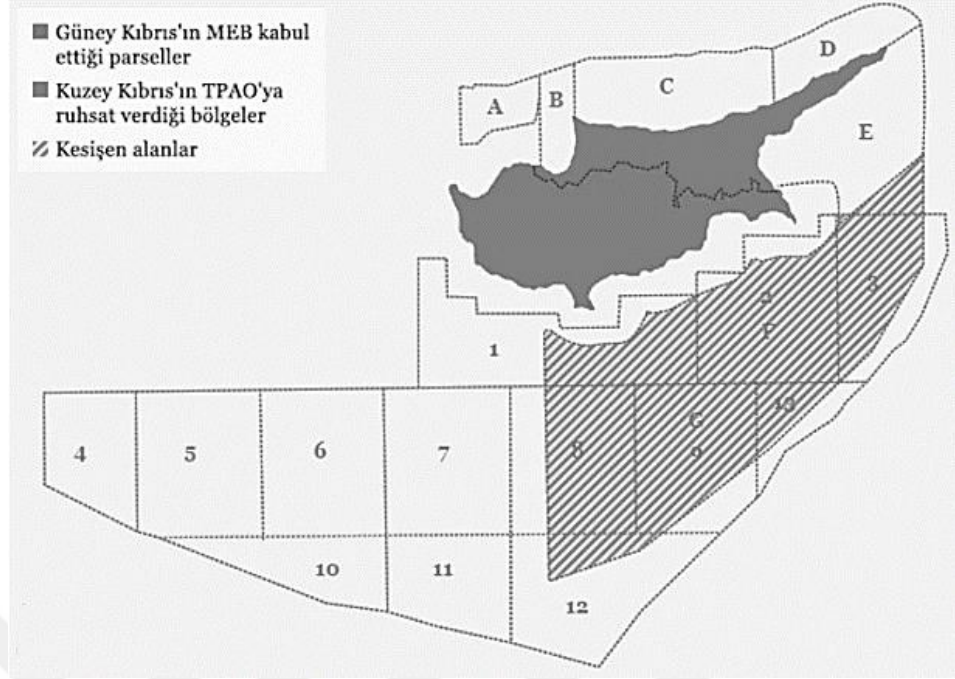 Güney Kıbrıs'ın MEB kabul
ettiği parseller
Kuzey Kıbrıs'ın TPAO'ya
ruhsat verdiği bölgeler
Kesişen alanlar
A
B
C
D
E
2
3
F
1
4
5
6
7
8
G
9
13
10
11
12